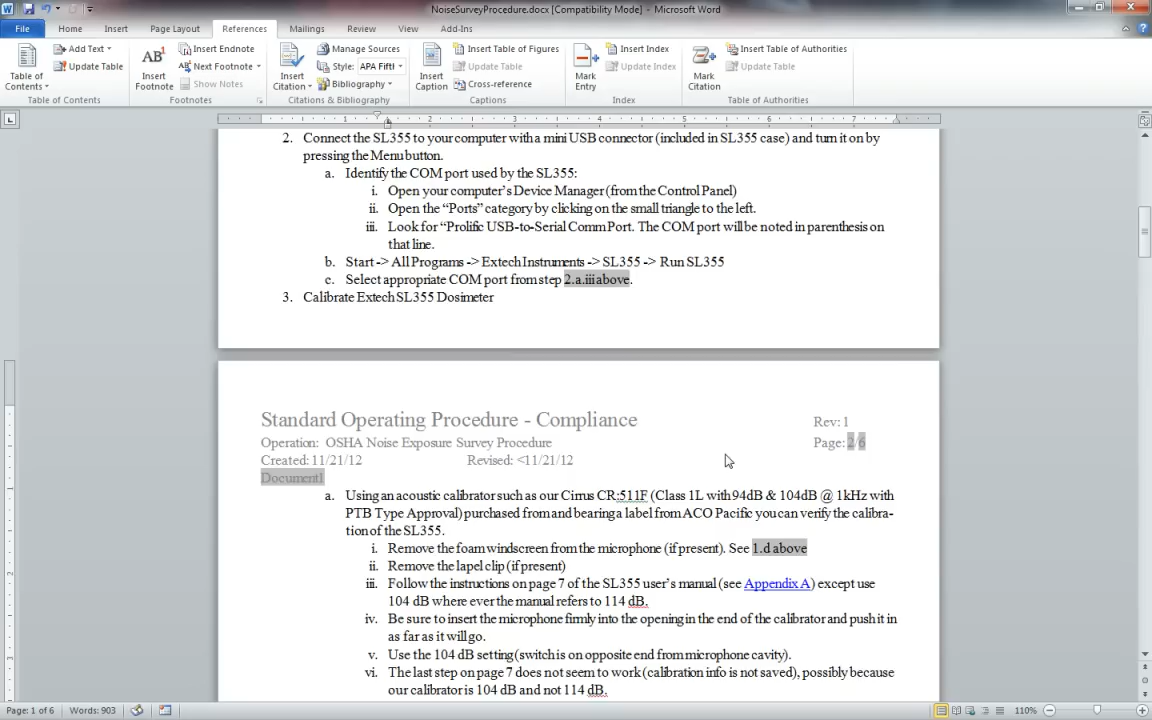 NoiseSurveyProcedure.docx [Compatibility Mode] - Microsoft Word
File Home Insert Page Layout References Mailings Review View Add-Ins
Table of Contents
Add Text
Update Table
Table of Contents
AB1
Insert Footnote
Insert Endnote
Next Footnote
Show Notes
Footnotes
Insert Citation
Manage Sources
Style: APA Fifth
Bibliography
Citations & Bibliography
Insert Caption
Insert Table of Figures
Update Table
Cross-reference
Captions
Mark Entry
Insert Index
Update Index
Index
Mark Citation
Insert Table of Authorities
Update Table
Table of Authorities
1 2 3 4 5 6 7
2. Connect the SL355 to your computer with a mini USB connector (included in SL355 case) and turn it on by
pressing the Menu button.
a. Identify the COM port used by the SL355:
i. Open your computer's Device Manager (from the Control Panel)
ii. Open the "Ports" category by clicking on the small triangle to the left.
iii. Look for "Prolific USB-to-Serial Comm Port. The COM port will be noted in parenthesis on
that line.
b. Start -> All Programs -> Extech Instruments -> SL355 -> Run SL355
c. Select appropriate COM port from step 2.a.iii above.
3. Calibrate Extech SL355 Dosimeter
Standard Operating Procedure - Compliance Rev: 1
Operation: OSHA Noise Exposure Survey Procedure Page: 2/6
Created: 11/21/12 Revised: <11/21/12
Document1
a. Using an acoustic calibrator such as our Cirrus CR:511F (Class 1L with 94dB & 104dB @ 1kHz with
PTB Type Approval) purchased from and bearing a label from ACO Pacific you can verify the calibra-
tion of the SL355.
i. Remove the foam windscreen from the microphone (if present). See 1.d above
ii. Remove the lapel clip (if present)
iii. Follow the instructions on page 7 of the SL355 user's manual (see Appendix A) except use
104 dB where ever the manual refers to 114 dB.
iv. Be sure to insert the microphone firmly into the opening in the end of the calibrator and push it in
as far as it will go.
v. Use the 104 dB setting (switch is on opposite end from microphone cavity).
vi. The last step on page 7 does not seem to work (calibration info is not saved), possibly because
our calibrator is 104 dB and not 114 dB.
Page: 1 of 6 Words: 903 110%